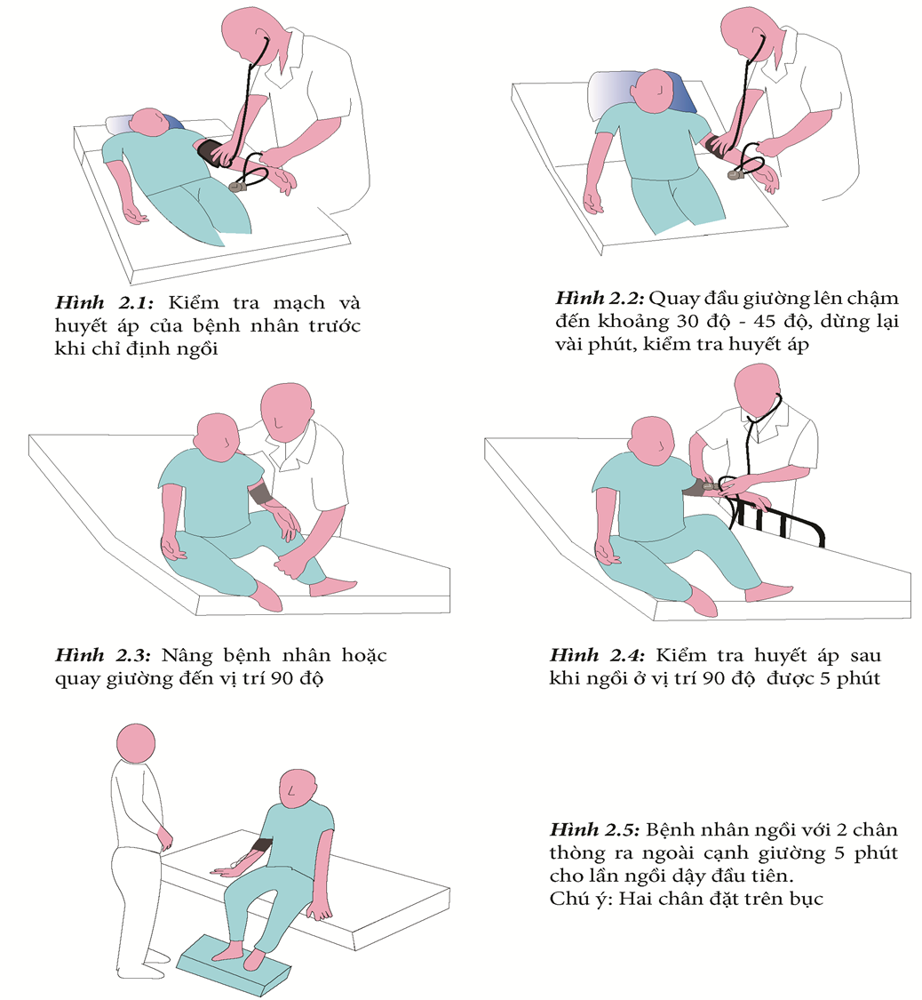 Hình 2.1: Kiểm tra mạch và
huyết áp của bệnh nhân trước
khi chỉ định ngồi
Hình 2.2: Quay đầu giường lên chậm
đến khoảng 30 độ - 45 độ, dừng lại
vài phút, kiểm tra huyết áp
Hình 2.3: Nâng bệnh nhân hoặc
quay giường đến vị trí 90 độ
Hình 2.4: Kiểm tra huyết áp sau
khi ngồi ở vị trí 90 độ được 5 phút
Hình 2.5: Bệnh nhân ngồi với 2 chân
thòng ra ngoài cạnh giường 5 phút
cho lần ngồi dậy đầu tiên.
Chú ý: Hai chân đặt trên bục